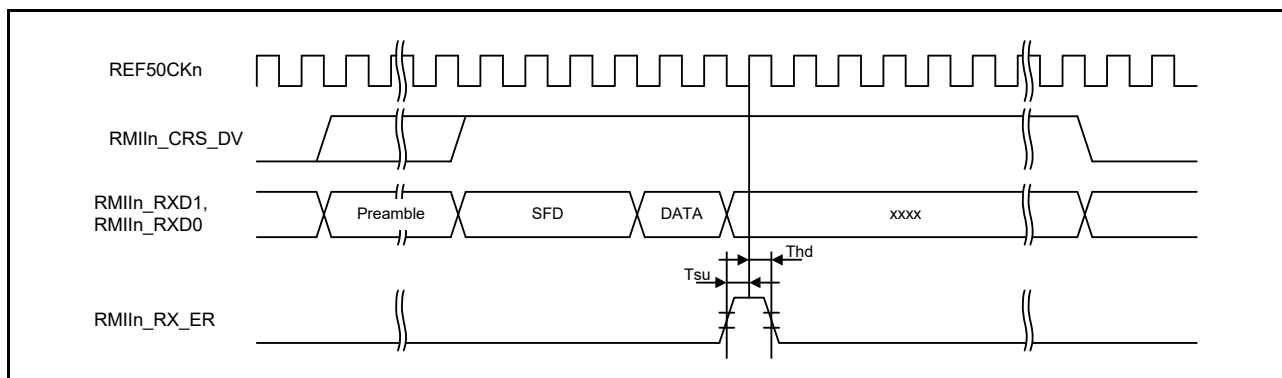 REF50CKn
RMIIn_CRS_DV
RMIIn_RXD1,
RMIIn_RXD0
Preamble
SFD
DATA
xxxx
Thd
Tsu
RMIIn_RX_ER